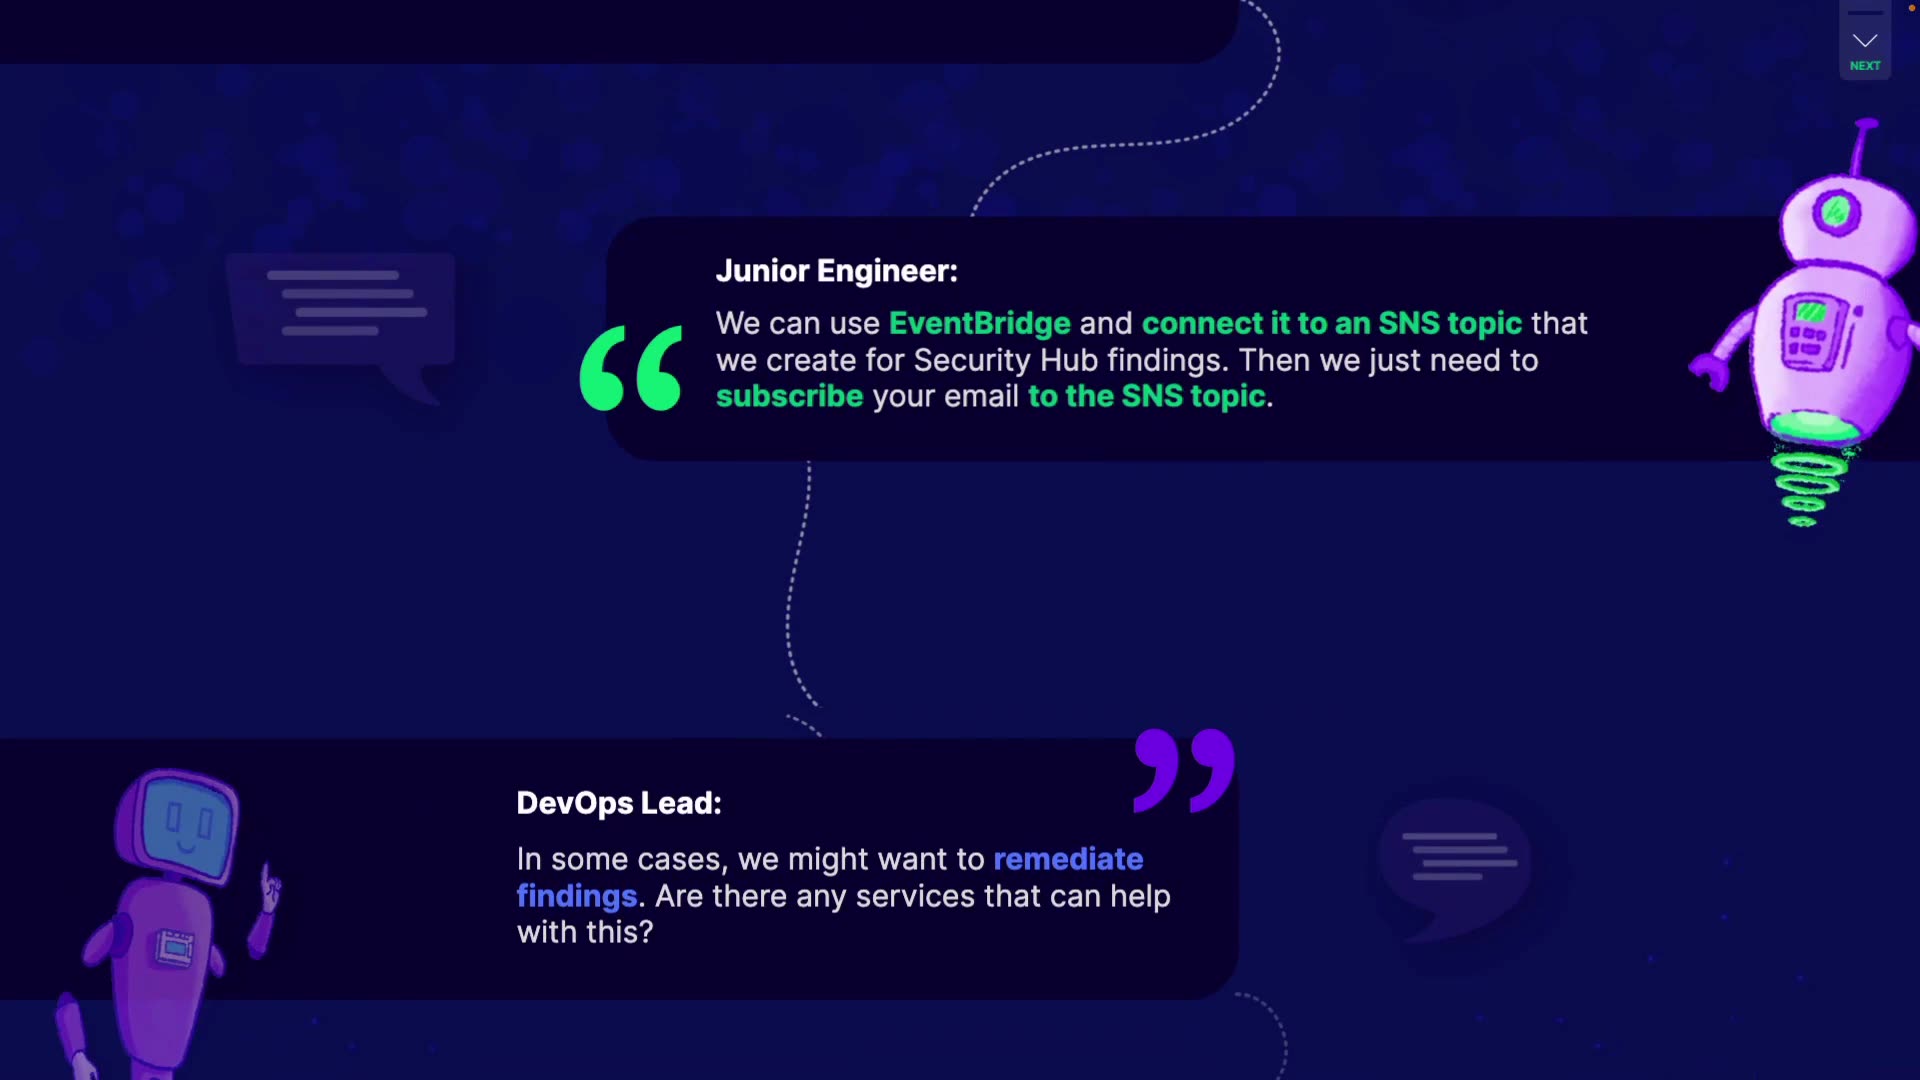 NEXT
Junior Engineer:
We can use EventBridge and connect it to an SNS topic that
we create for Security Hub findings. Then we just need to
subscribe your email to the SNS topic.
DevOps Lead:
In some cases, we might want to remediate
findings. Are there any services that can help
with this?